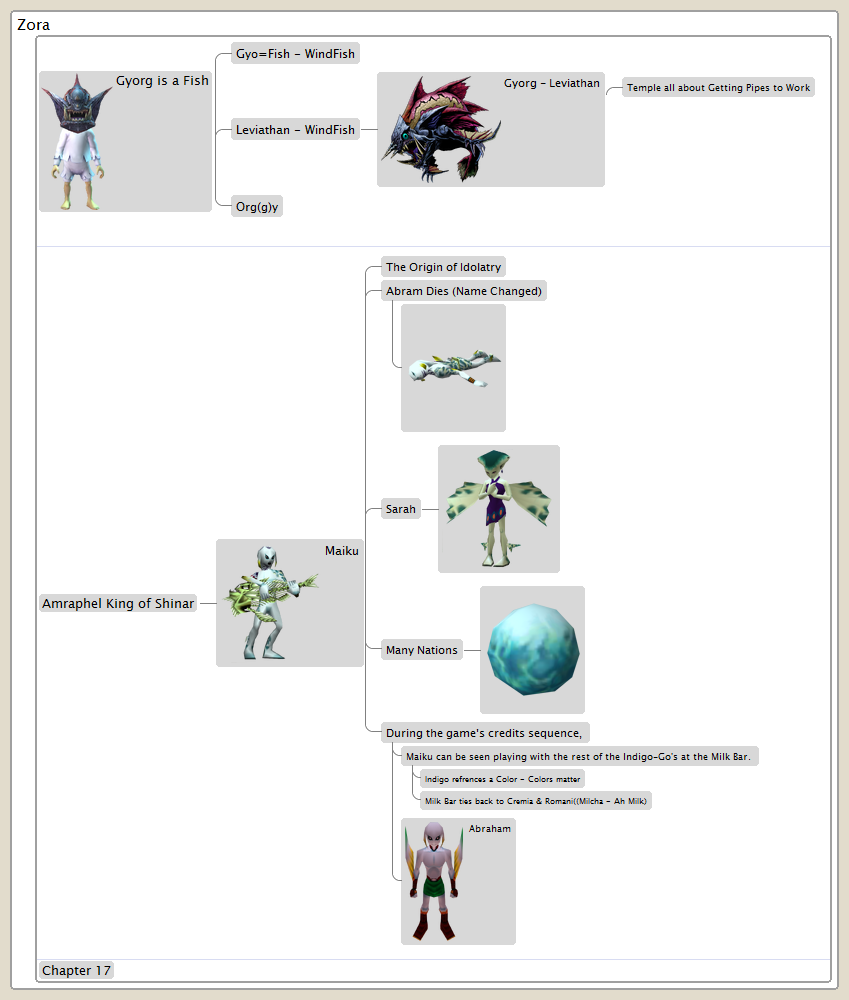 Zora
Gyorg is a Fish
Gyo=Fish - WindFish
Leviathan - WindFish
Gyorg - Leviathan
Temple all about Getting Pipes to Work
Org(g)y
Amraphel King of Shinar
Maiku
The Origin of Idolatry
Abram Dies (Name Changed)
Sarah
Many Nations
During the game's credits sequence,
Maiku can be seen playing with the rest of the Indigo-Go's at the Milk Bar.
Indigo refrences a Color - Colors matter
Milk Bar ties back to Cremia & Romani((Milcha - Ah Milk)
Abraham
Chapter 17